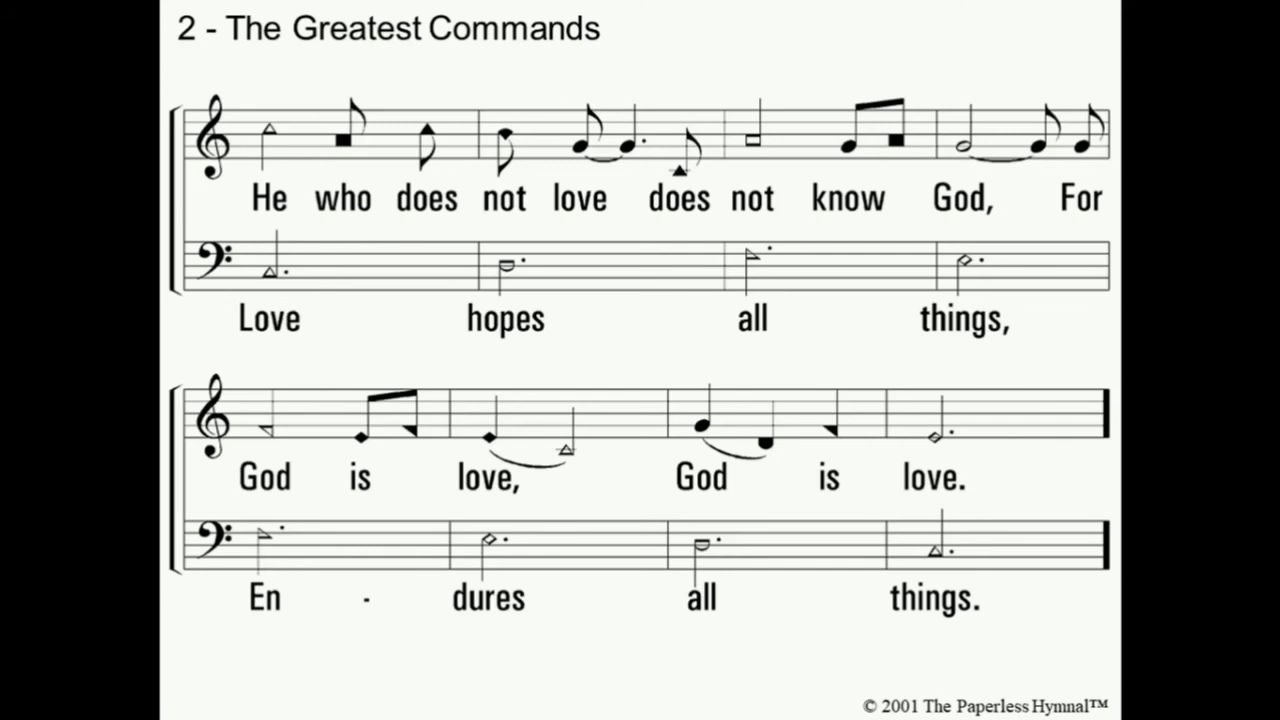 2 - The Greatest Commands
He who does not love does not know God, For
Love hopes all things,
God is love, God is love.
En - dures all things.
© 2001 The Paperless Hymnal™